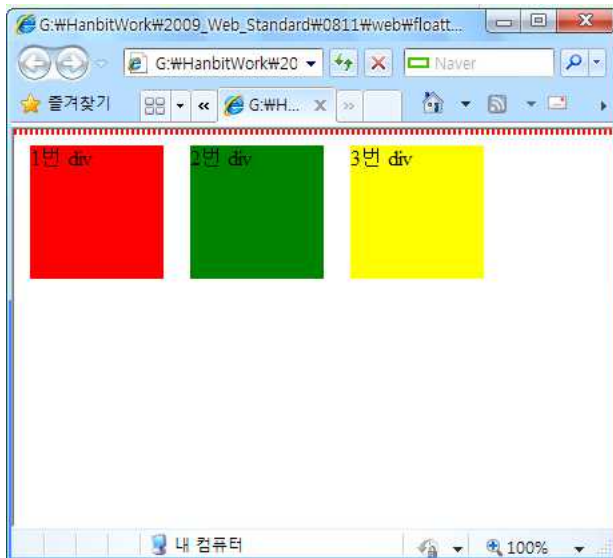 G:₩HanbitWork₩2009_Web_Standard₩0811₩web₩floatt...
G:₩HanbitWork₩20
Naver
즐겨찾기
G:₩H...
1번 div
2번 div
3번 div
내 컴퓨터
100%